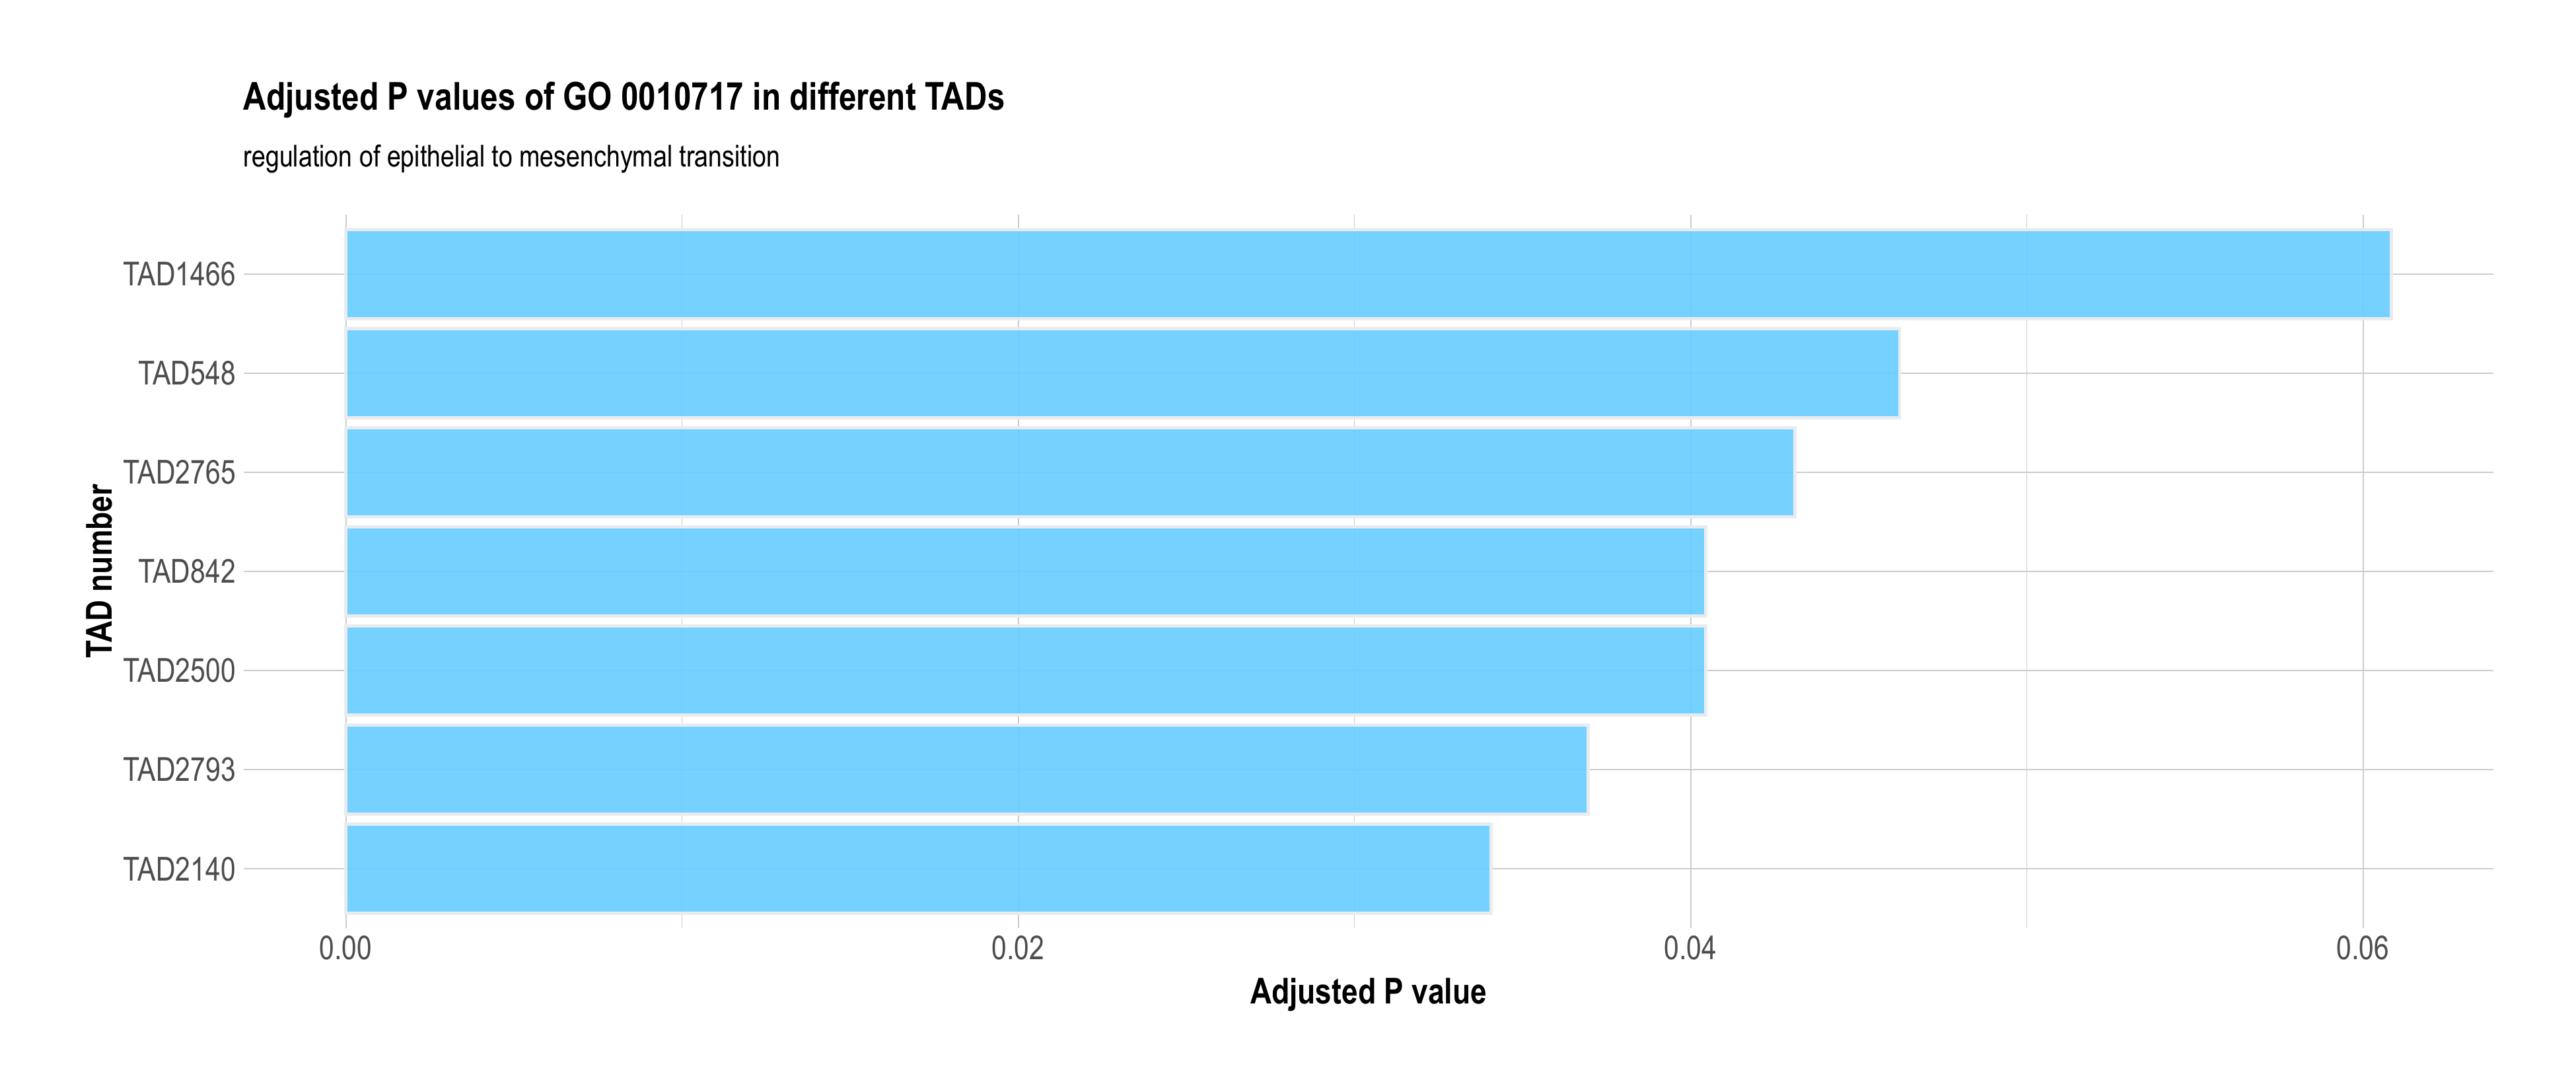 Adjusted P values of GO 0010717 in different TADs
regulation of epithelial to mesenchymal transition
TAD number
TAD1466
TAD548
TAD2765
TAD842
TAD2500
TAD2793
TAD2140
0.00 0.02 0.04 0.06
Adjusted P value